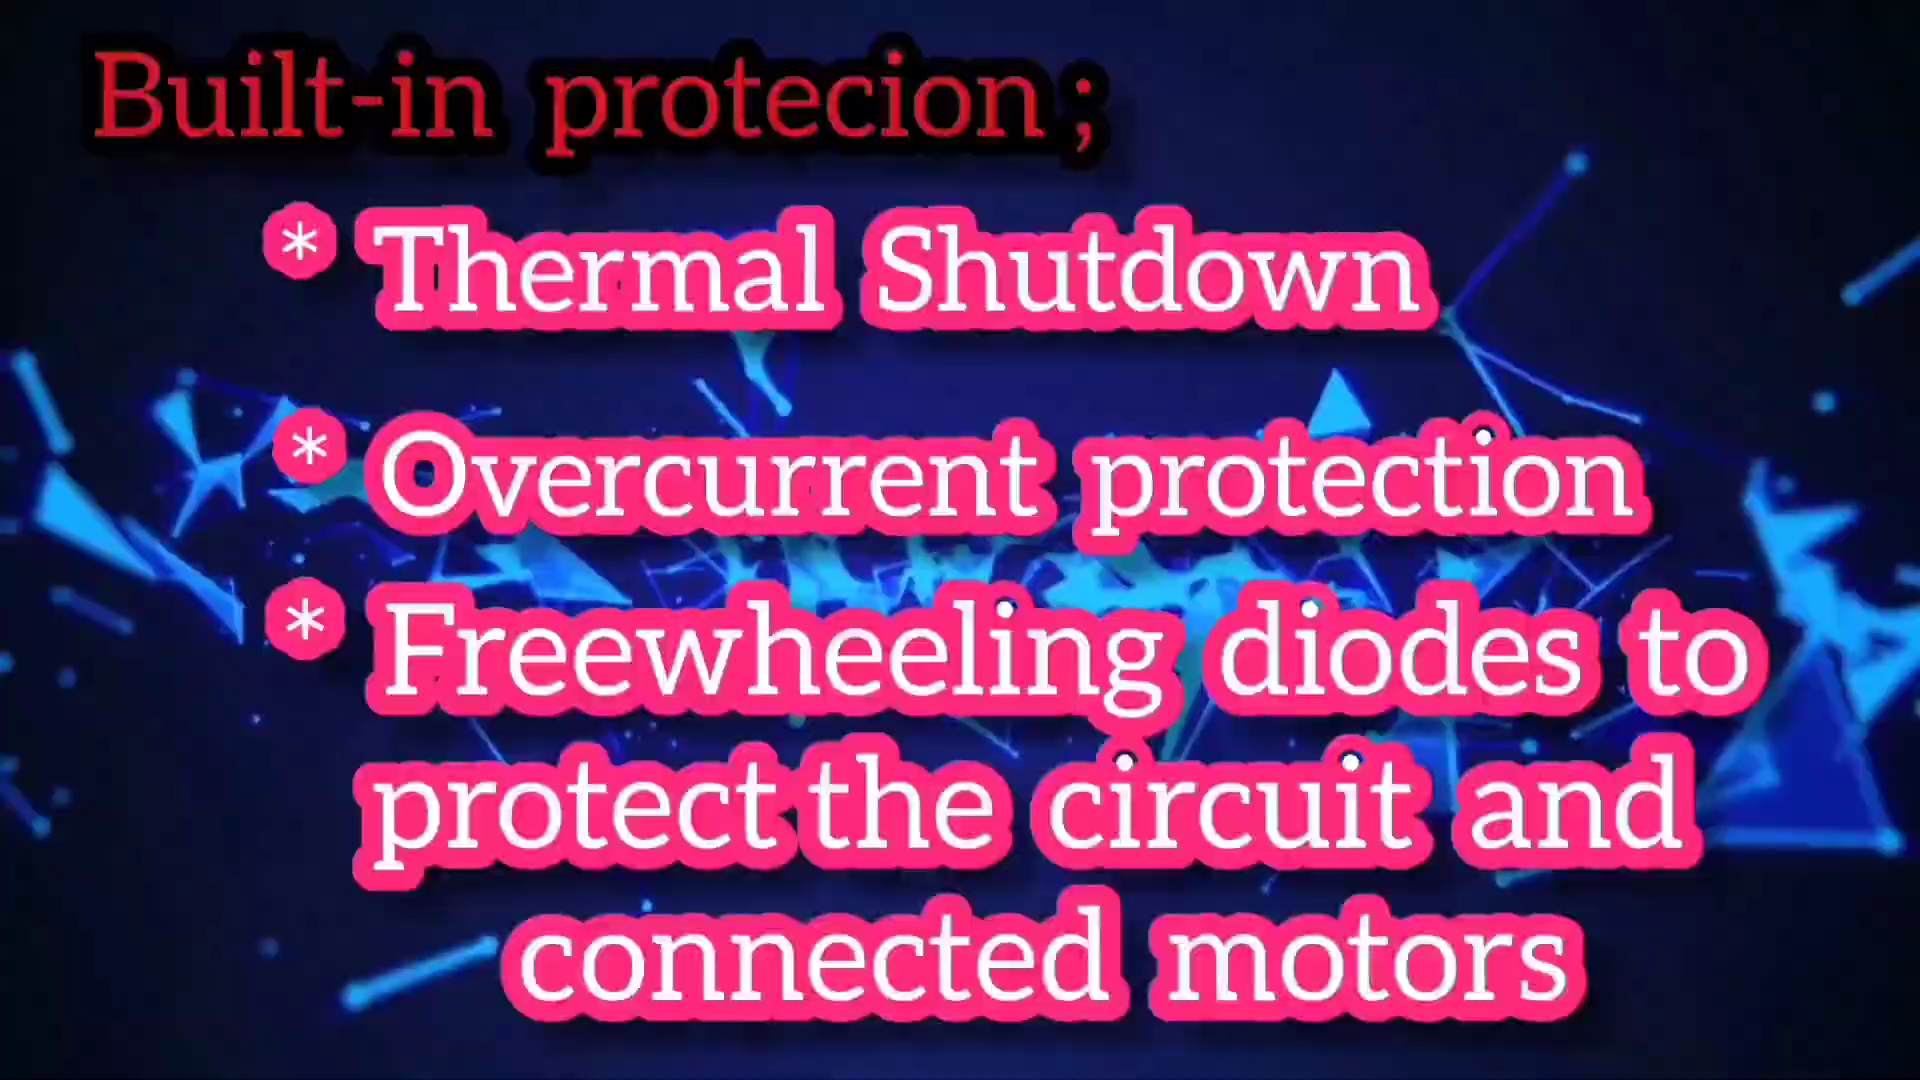 Built-in protecion ;
* Thermal Shutdown
* Overcurrent protection
* Freewheeling diodes to
protect the circuit and
connected motors